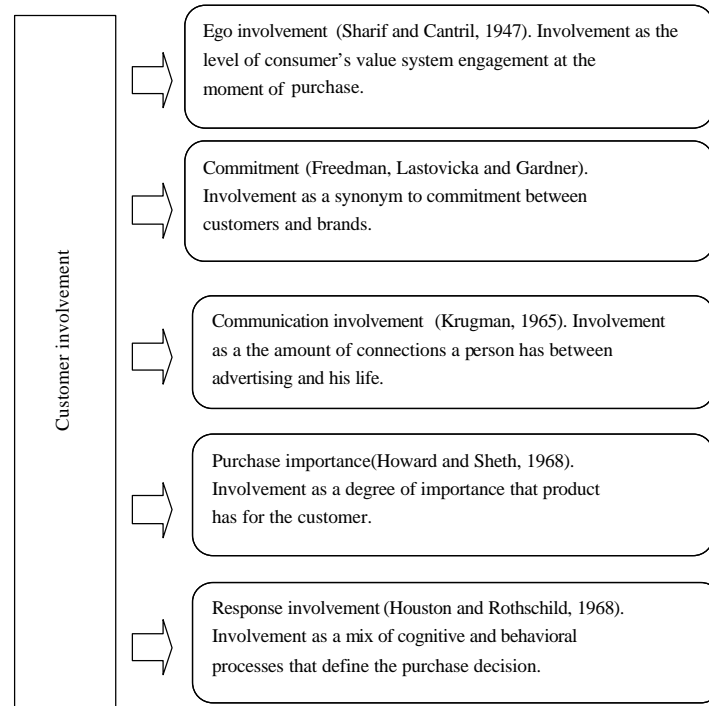 Customer involvement
Ego involvement (Sharif and Cantril, 1947). Involvement as the
level of consumer's value system engagement at the
moment of purchase.
Commitment (Freedman, Lastovicka and Gardner).
Involvement as a synonym to commitment between
customers and brands.
Communication involvement (Krugman, 1965). Involvement
as a the amount of connections a person has between
advertising and his life.
Purchase importance(Howard and Sheth, 1968).
Involvement as a degree of importance that product
has for the customer.
Response involvement (Houston and Rothschild, 1968).
Involvement as a mix of cognitive and behavioral
processes that define the purchase decision.